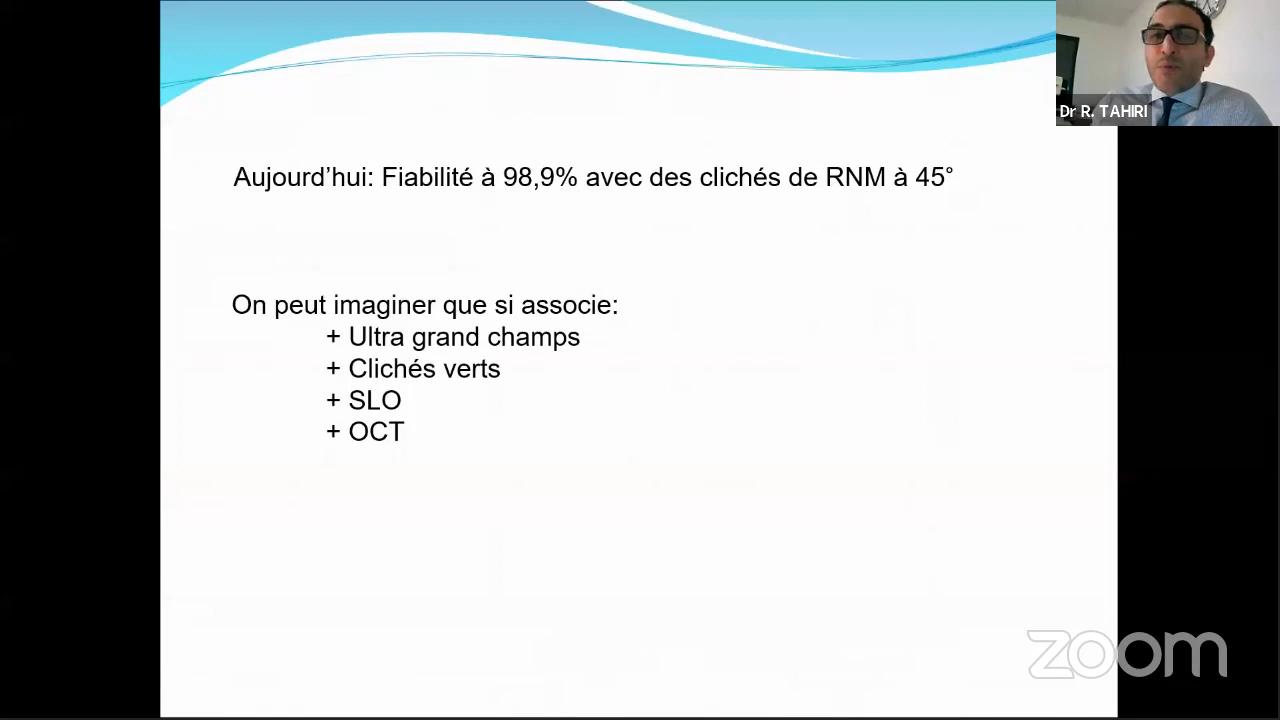 Dr R. TAHIRI
Aujourd’hui: Fiabilité à 98,9% avec des clichés de RNM à 45°
On peut imaginer que si associe:
+ Ultra grand champs
+ Clichés verts
+ SLO
+ OCT
zoom